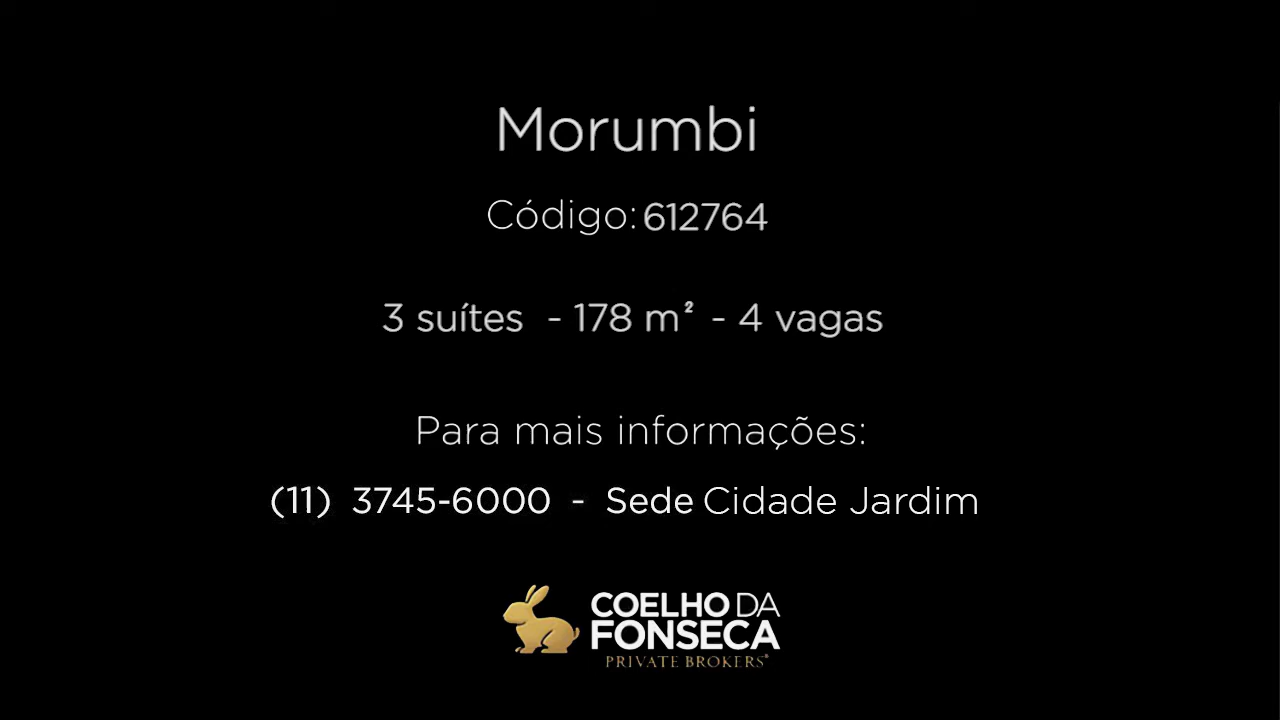 Morumbi
Código: 612764
3 suítes - 178 m² - 4 vagas
Para mais informações:
(11) 3745-6000 - Sede Cidade Jardim
COELHO DA
FONSECA
PRIVATE BROKERS®